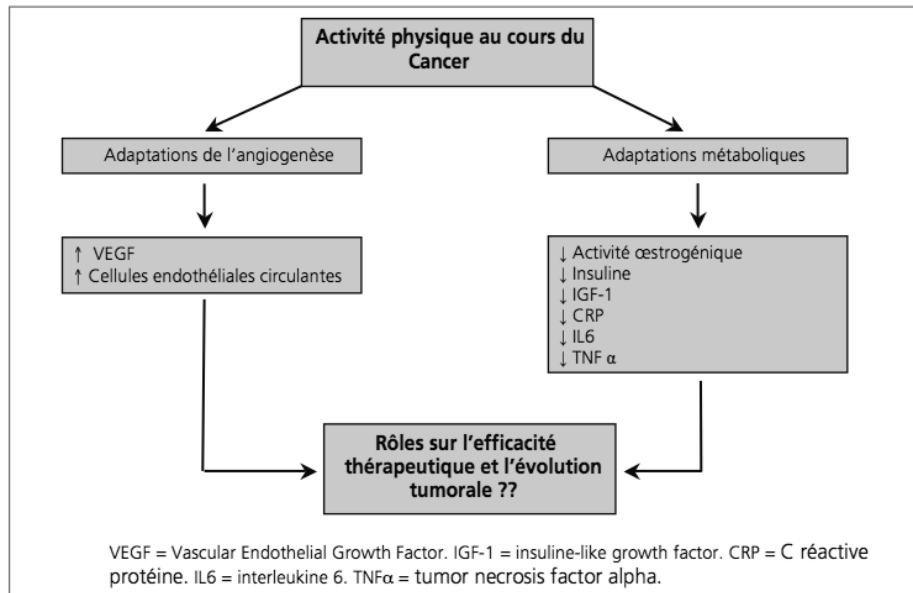 Activité physique au cours du
Cancer
Adaptations de l'angiogenèse
Adaptations métaboliques
↑ VEGF
↑ Cellules endothéliales circulantes
↓ Activité œstrogénique
↓ Insuline
↓ IGF-1
↓ CRP
↓ IL6
↓ TNF α
Rôles sur l'efficacité
thérapeutique et l'évolution
tumorale ??
VEGF = Vascular Endothelial Growth Factor. IGF-1 = insuline-like growth factor. CRP = C réactive
protéine. IL6 = interleukine 6. TNFα = tumor necrosis factor alpha.